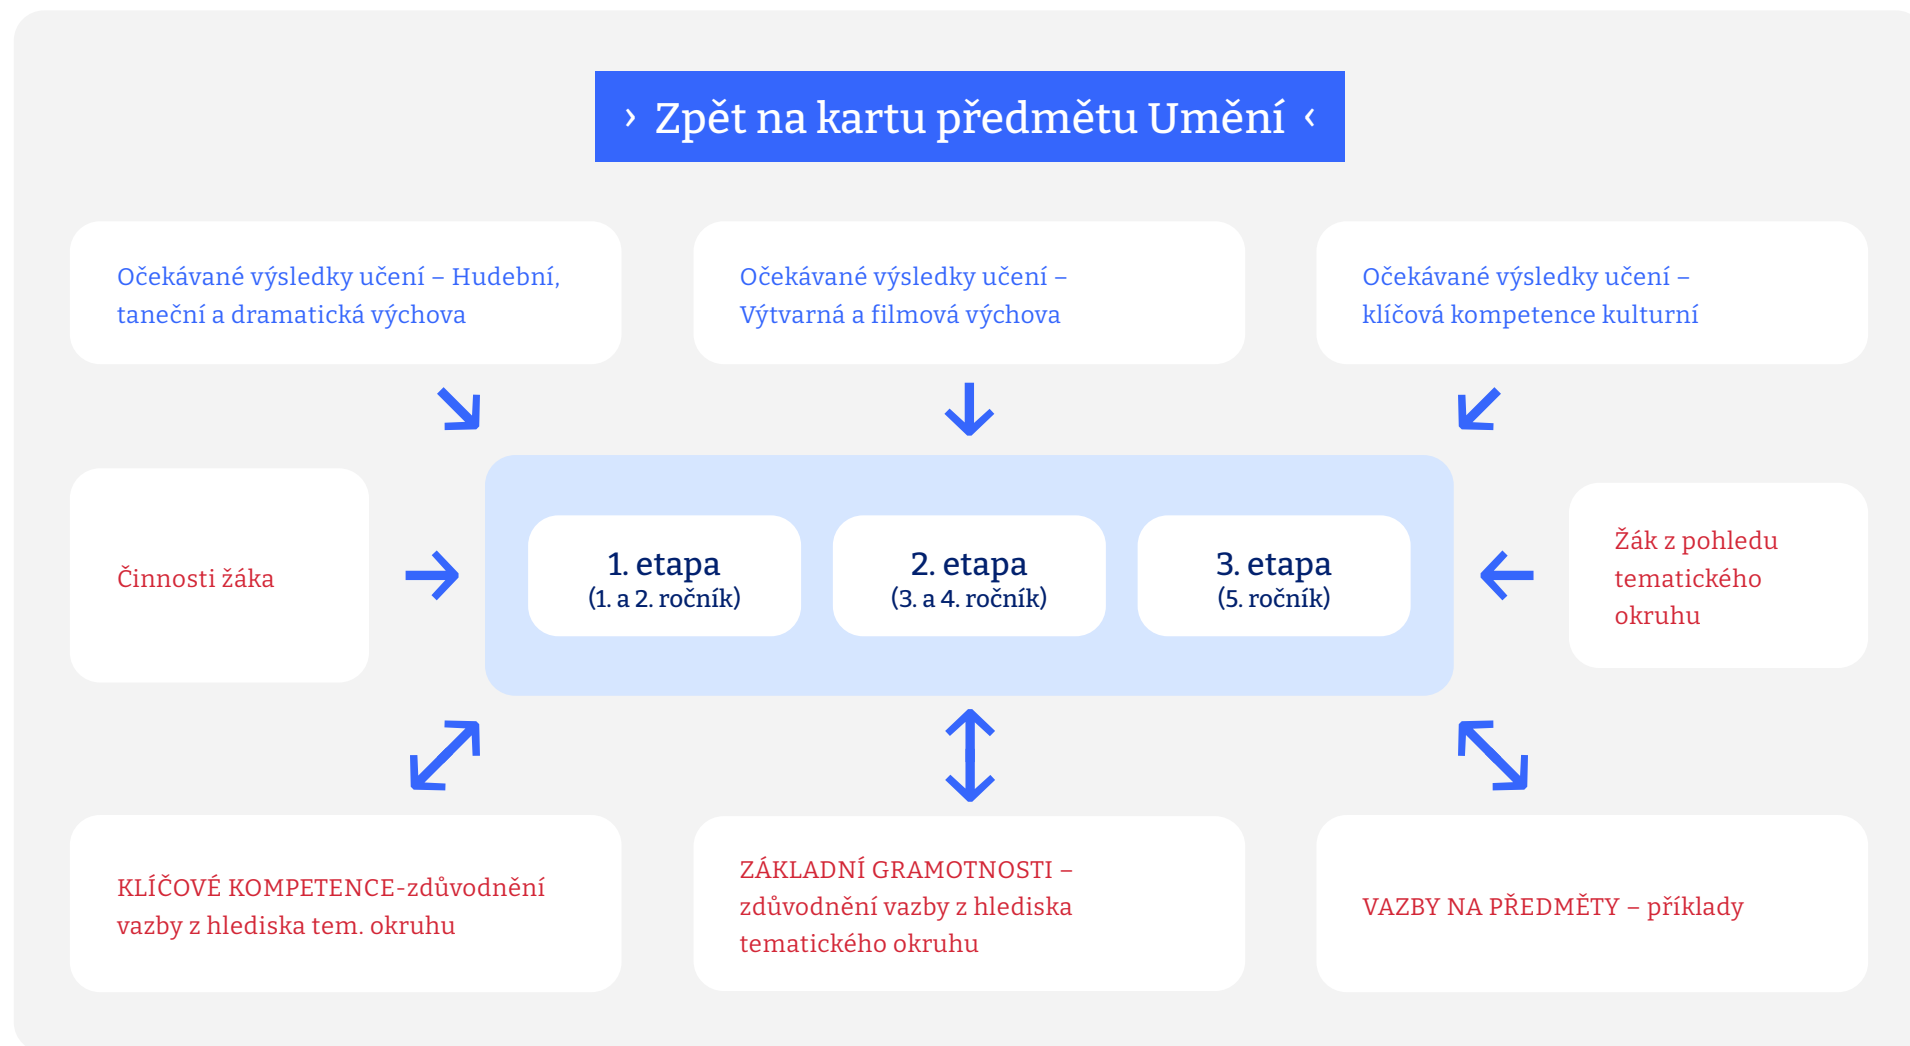 › Zpět na kartu předmětu Umění ‹
Očekávané výsledky učení – Hudební,
taneční a dramatická výchova
Očekávané výsledky učení –
Výtvarná a filmová výchova
Očekávané výsledky učení –
klíčová kompetence kulturní
Činnosti žáka
1. etapa
(1. a 2. ročník)
2. etapa
(3. a 4. ročník)
3. etapa
(5. ročník)
Žák z pohledu
tematického
okruhu
KLÍČOVÉ KOMPETENCE-zdůvodnění
vazby z hlediska tem. okruhu
ZÁKLADNÍ GRAMOTNOSTI –
zdůvodnění vazby z hlediska
tematického okruhu
VAZBY NA PŘEDMĚTY – příklady